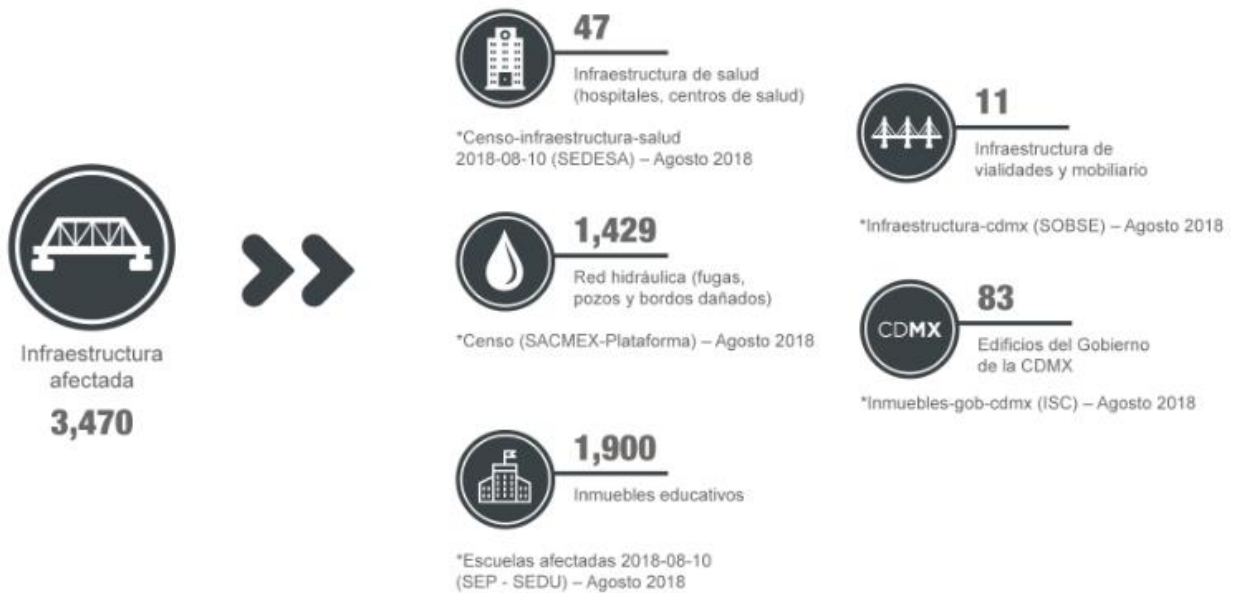 Infraestructura
afectada
3,470
47
Infraestructura de salud
(hospitales, centros de salud)
*Censo-infraestructura-salud
2018-08-10 (SEDESA) – Agosto 2018
1,429
Red hidráulica (fugas,
pozos y bordos dañados)
*Censo (SACMEX-Plataforma) – Agosto 2018
1,900
Inmuebles educativos
*Escuelas afectadas 2018-08-10
(SEP - SEDU) – Agosto 2018
11
Infraestructura de
vialidades y mobiliario
*Infraestructura-cdmx (SOBSE) – Agosto 2018
CDMX
83
Edificios del Gobierno
de la CDMX
*Inmuebles-gob-cdmx (ISC) – Agosto 2018